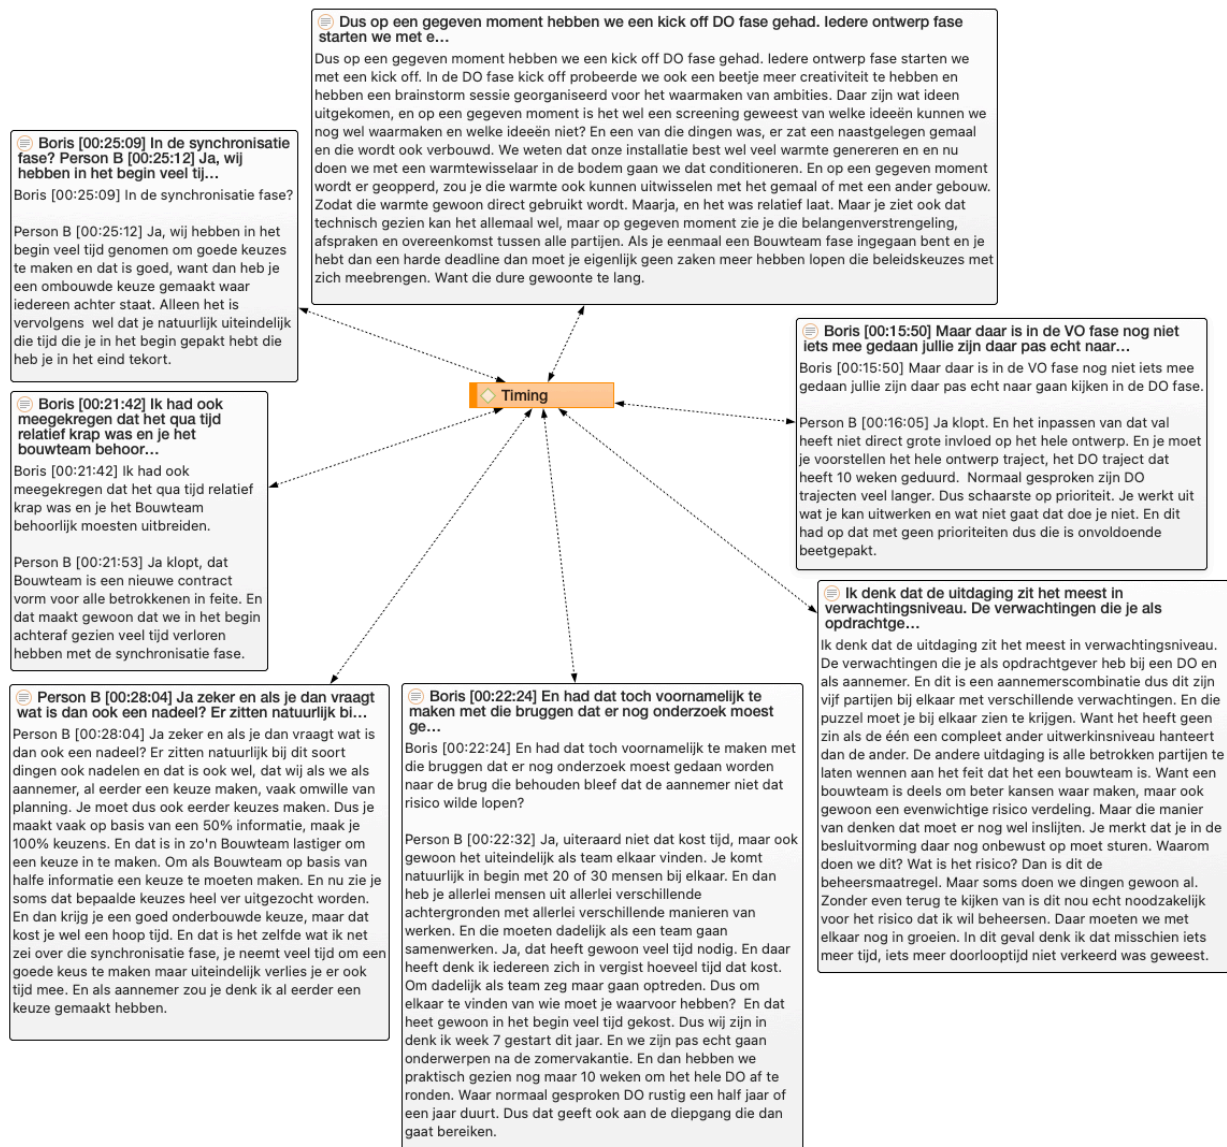 Dus op een gegeven moment hebben we een kick off DO fase gehad. Iedere ontwerp fase
starten we met e…
Dus op een gegeven moment hebben we een kick off DO fase gehad. Iedere ontwerp fase starten we
met een kick off. In de DO fase kick off probeerde we ook een beetje meer creativiteit te hebben en
hebben een brainstorm sessie georganiseerd voor het waarmaken van ambities. Daar zijn wat ideen
uitgekomen, en op een gegeven moment is het wel een screening geweest van welke ideeën kunnen we
nog wel waarmaken en welke ideeën niet? En een van die dingen was, er zat een naastgelegen gemaal
en die wordt ook verbouwd. We weten dat onze installatie best wel veel warmte genereren en en nu
doen we met een warmtewisselaar in de bodem gaan we dat conditioneren. En op een gegeven moment
wordt er geopperd, zou je die warmte ook kunnen uitwisselen met het gemaal of met een ander gebouw.
Zodat die warmte gewoon direct gebruikt wordt. Maarja, en het was relatief laat. Maar je ziet ook dat
technisch gezien kan het allemaal wel, maar op gegeven moment zie je die belangenverstrengeling,
afspraken en overeenkomst tussen alle partijen. Als je eenmaal een Bouwteam fase ingegaan bent en je
hebt dan een harde deadline dan moet je eigenlijk geen zaken meer hebben lopen die beleidskeuzes met
zich meebrengen. Want die dure gewoonte te lang.
Boris [00:25:09] In de synchronisatie
fase? Person B [00:25:12] Ja, wij
hebben in het begin veel tij…
Boris [00:25:09] In de synchronisatie fase?
Person B [00:25:12] Ja, wij hebben in het
begin veel tijd genomen om goede keuzes
te maken en dat is goed, want dan heb je
een ombouwde keuze gemaakt waar
iedereen achter staat. Alleen het is
vervolgens wel dat je natuurlijk uiteindelijk
die tijd die je in het begin gepakt hebt die
heb je in het eind tekort.
Timing
Boris [00:15:50] Maar daar is in de VO fase nog niet
iets mee gedaan jullie zijn daar pas echt naar…
Boris [00:15:50] Maar daar is in de VO fase nog niet iets mee
gedaan jullie zijn daar pas echt naar gaan kijken in de DO fase.
Person B [00:16:05] Ja klopt. En het inpassen van dat val
heeft niet direct grote invloed op het hele ontwerp. En je moet
je voorstellen het hele ontwerp traject, het DO traject dat
heeft 10 weken geduurd. Normaal gesproken zijn DO
trajecten veel langer. Dus schaarste op prioriteit. Je werkt uit
wat je kan uitwerken en wat niet gaat dat doe je niet. En dit
had op dat met geen prioriteiten dus die is onvoldoende
beetgepakt.
Boris [00:21:42] Ik had ook
meegekregen dat het qua tijd
relatief krap was en je het
bouwteam behoor…
Boris [00:21:42] Ik had ook
meegekregen dat het qua tijd relatief
krap was en je het Bouwteam
behoorlijk moesten uitbreiden.
Person B [00:21:53] Ja klopt, dat
Bouwteam is een nieuwe contract
vorm voor alle betrokkenen in feite. En
dat maakt gewoon dat we in het begin
achteraf gezien veel tijd verloren
hebben met de synchronisatie fase.
Ik denk dat de uitdaging zit het meest in
verwachtingsniveau. De verwachtingen die je als
opdrachtge…
Ik denk dat de uitdaging zit het meest in verwachtingsniveau.
De verwachtingen die je als opdrachtgever heb bij een DO en
als aannemer. En dit is een aannemerscombinatie dus dit zijn
vijf partijen bij elkaar met verschillende verwachtingen. En die
puzzel moet je bij elkaar zien te krijgen. Want het heeft geen
zin als de één een compleet ander uitwerkinsniveau hanteert
dan de ander. De andere uitdaging is alle betrokken partijen te
laten wennen aan het feit dat het een bouwteam is. Want een
bouwteam is deels om beter kansen waar maken, maar ook
gewoon een evenwichtige risico verdeling. Maar die manier
van denken dat moet er nog wel inslijten. Je merkt dat je in de
besluitvorming daar nog onbewust op moet sturen. Waarom
doen we dit? Wat is het risico? Dan is dit de
beheersmaatregel. Maar soms doen we dingen gewoon al.
Zonder even terug te kijken van is dit nou echt noodzakelijk
voor het risico dat ik wil beheersen. Daar moeten we met
elkaar nog in groeien. In dit geval denk ik dat misschien iets
meer tijd, iets meer doorlooptijd niet verkeerd was geweest.
Person B [00:28:04] Ja zeker en als je dan vraagt
wat is dan ook een nadeel? Er zitten natuurlijk bi…
Person B [00:28:04] Ja zeker en als je dan vraagt wat is
dan ook een nadeel? Er zitten natuurlijk bij dit soort
dingen ook nadelen en dat is ook wel, dat wij als we als
aannemer, al eerder een keuze maken, vaak omwille van
planning. Je moet dus ook eerder keuzes maken. Dus je
maakt vaak op basis van een 50% informatie, maak je
100% keuzens. En dat is in zo'n Bouwteam lastiger om
een keuze in te maken. Om als Bouwteam op basis van
halfe informatie een keuze te moeten maken. En nu zie je
soms dat bepaalde keuzes heel ver uitgezocht worden.
En dan krijg je een goed onderbouwde keuze, maar dat
kost je wel een hoop tijd. En dat is het zelfde wat ik net
zei over die synchronisatie fase, je neemt veel tijd om een
goede keus te maken maar uiteindelijk verlies je er ook
tijd mee. En als aannemer zou je denk ik al eerder een
keuze gemaakt hebben.
Boris [00:22:24] En had dat toch voornamelijk te
maken met die bruggen dat er nog onderzoek moest
ge…
Boris [00:22:24] En had dat toch voornamelijk te maken met
die bruggen dat er nog onderzoek moest gedaan worden
naar de brug die behouden bleef dat de aannemer niet dat
risico wilde lopen?
Person B [00:22:32] Ja, uiteraard niet dat kost tijd, maar ook
gewoon het uiteindelijk als team elkaar vinden. Je komt
natuurlijk in begin met 20 of 30 mensen bij elkaar. En dan
heb je allerlei mensen uit allerlei verschillende
achtergronden met allerlei verschillende manieren van
werken. En die moeten dadelijk als een team gaan
samenwerken. Ja, dat heeft gewoon veel tijd nodig. En daar
heeft denk ik iedereen zich in vergist hoeveel tijd dat kost.
Om dadelijk als team zeg maar gaan optreden. Dus om
elkaar te vinden van wie moet je waarvoor hebben? En dat
heet gewoon in het begin veel tijd gekost. Dus wij zijn in
denk ik week 7 gestart dit jaar. En we zijn pas echt gaan
onderwerpen na de zomervakantie. En dan hebben we
praktisch gezien nog maar 10 weken om het hele DO af te
ronden. Waar normaal gesproken DO rustig een half jaar of
een jaar duurt. Dus dat geeft ook aan de diepgang die dan
gaat bereiken.